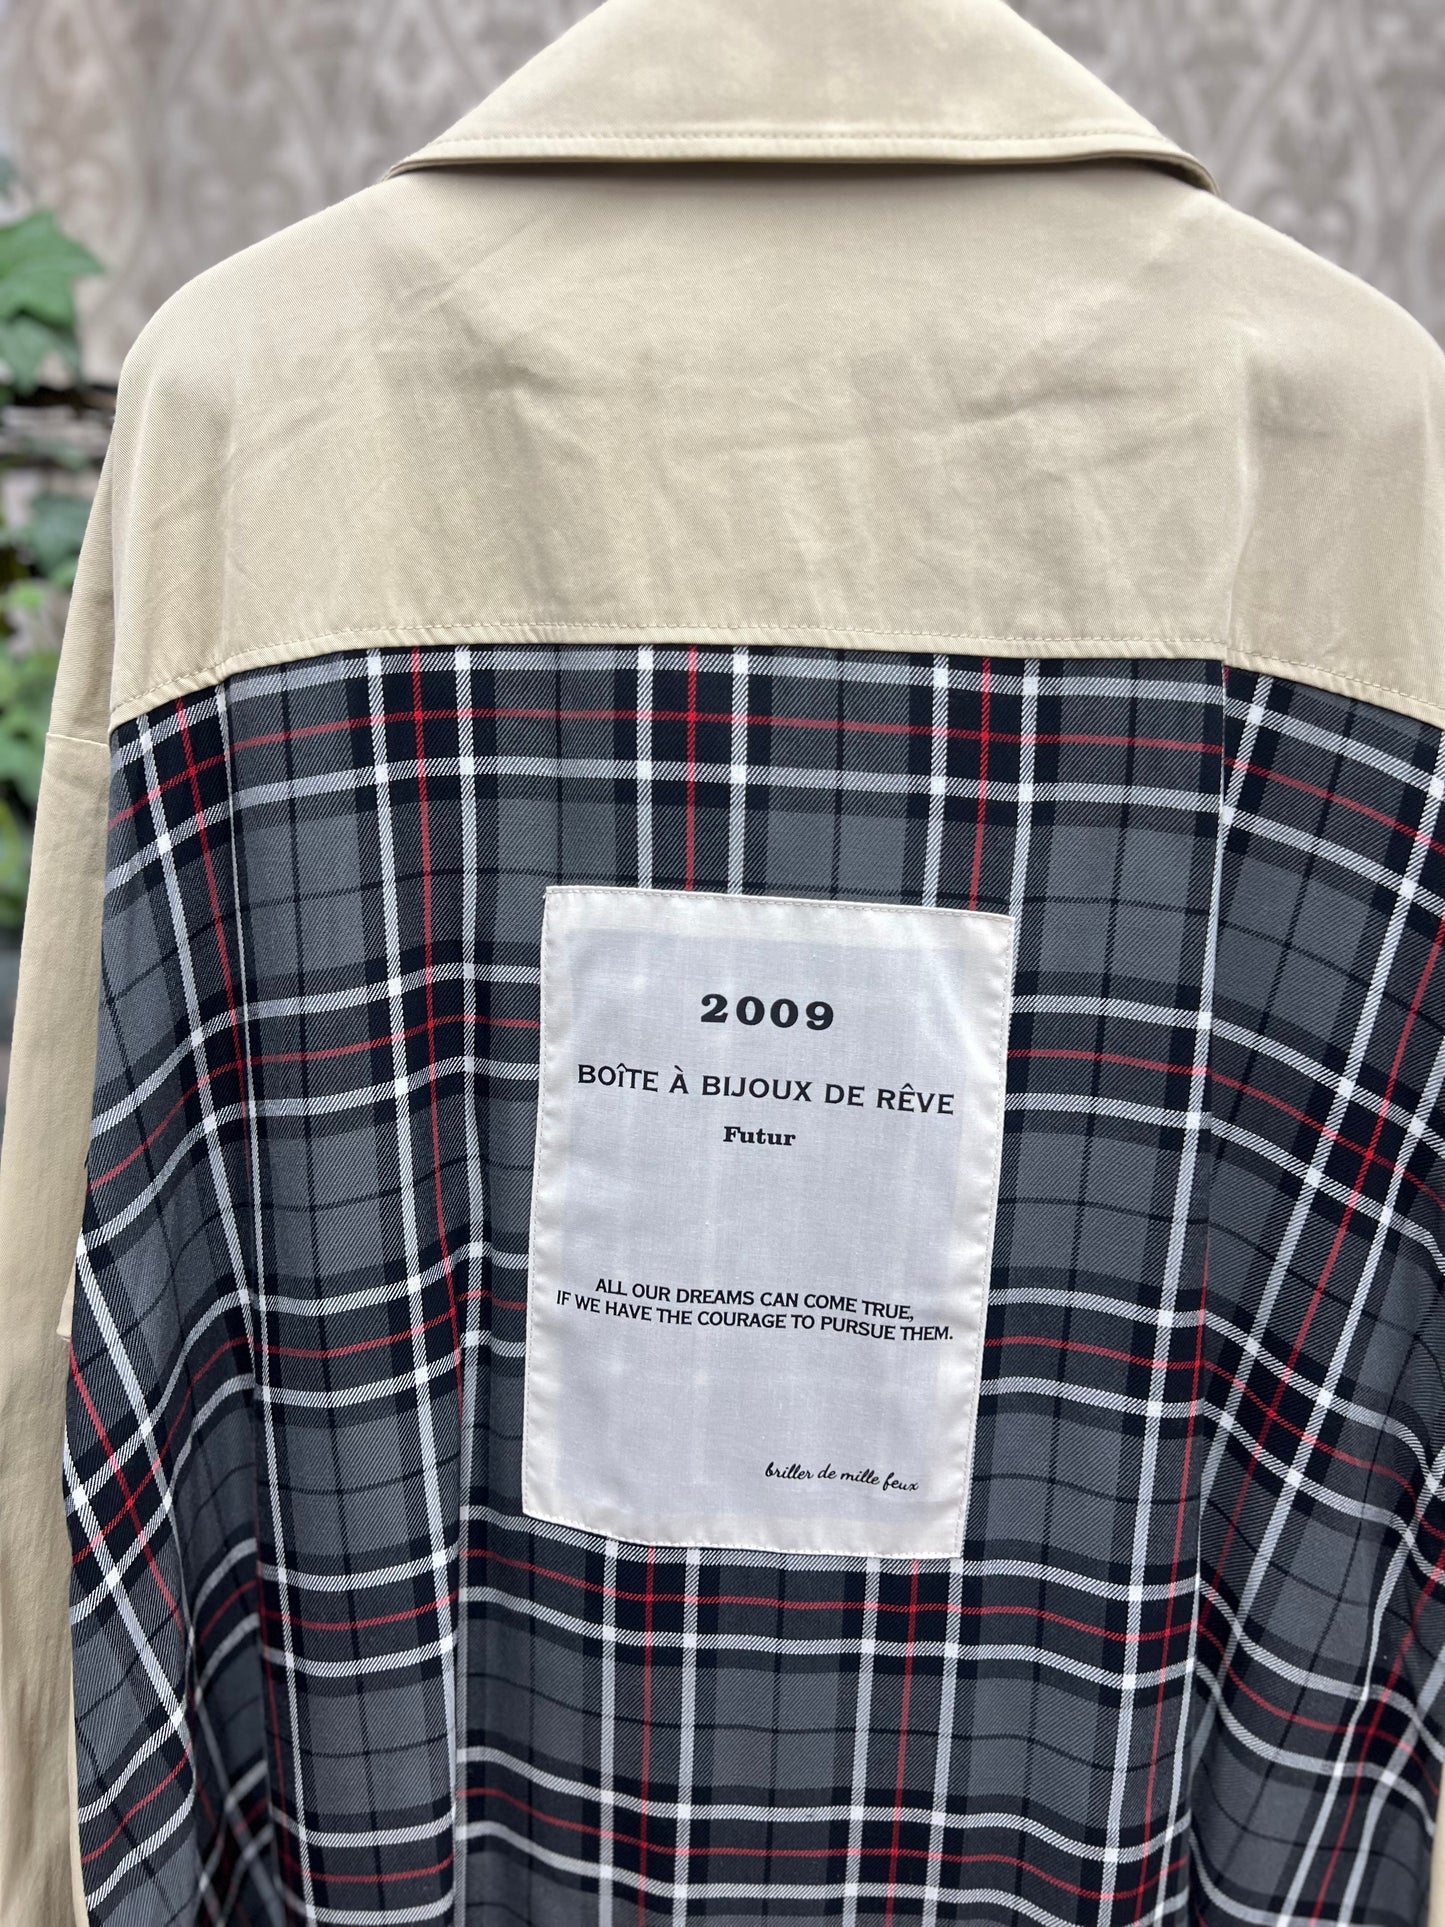 2009
BOÎTE À BIJOUX DE RÊVE
Futur
ALL OUR DREAMS CAN COME TRUE,
IF WE HAVE THE COURAGE TO PURSUE THEM.
briller de mille feux